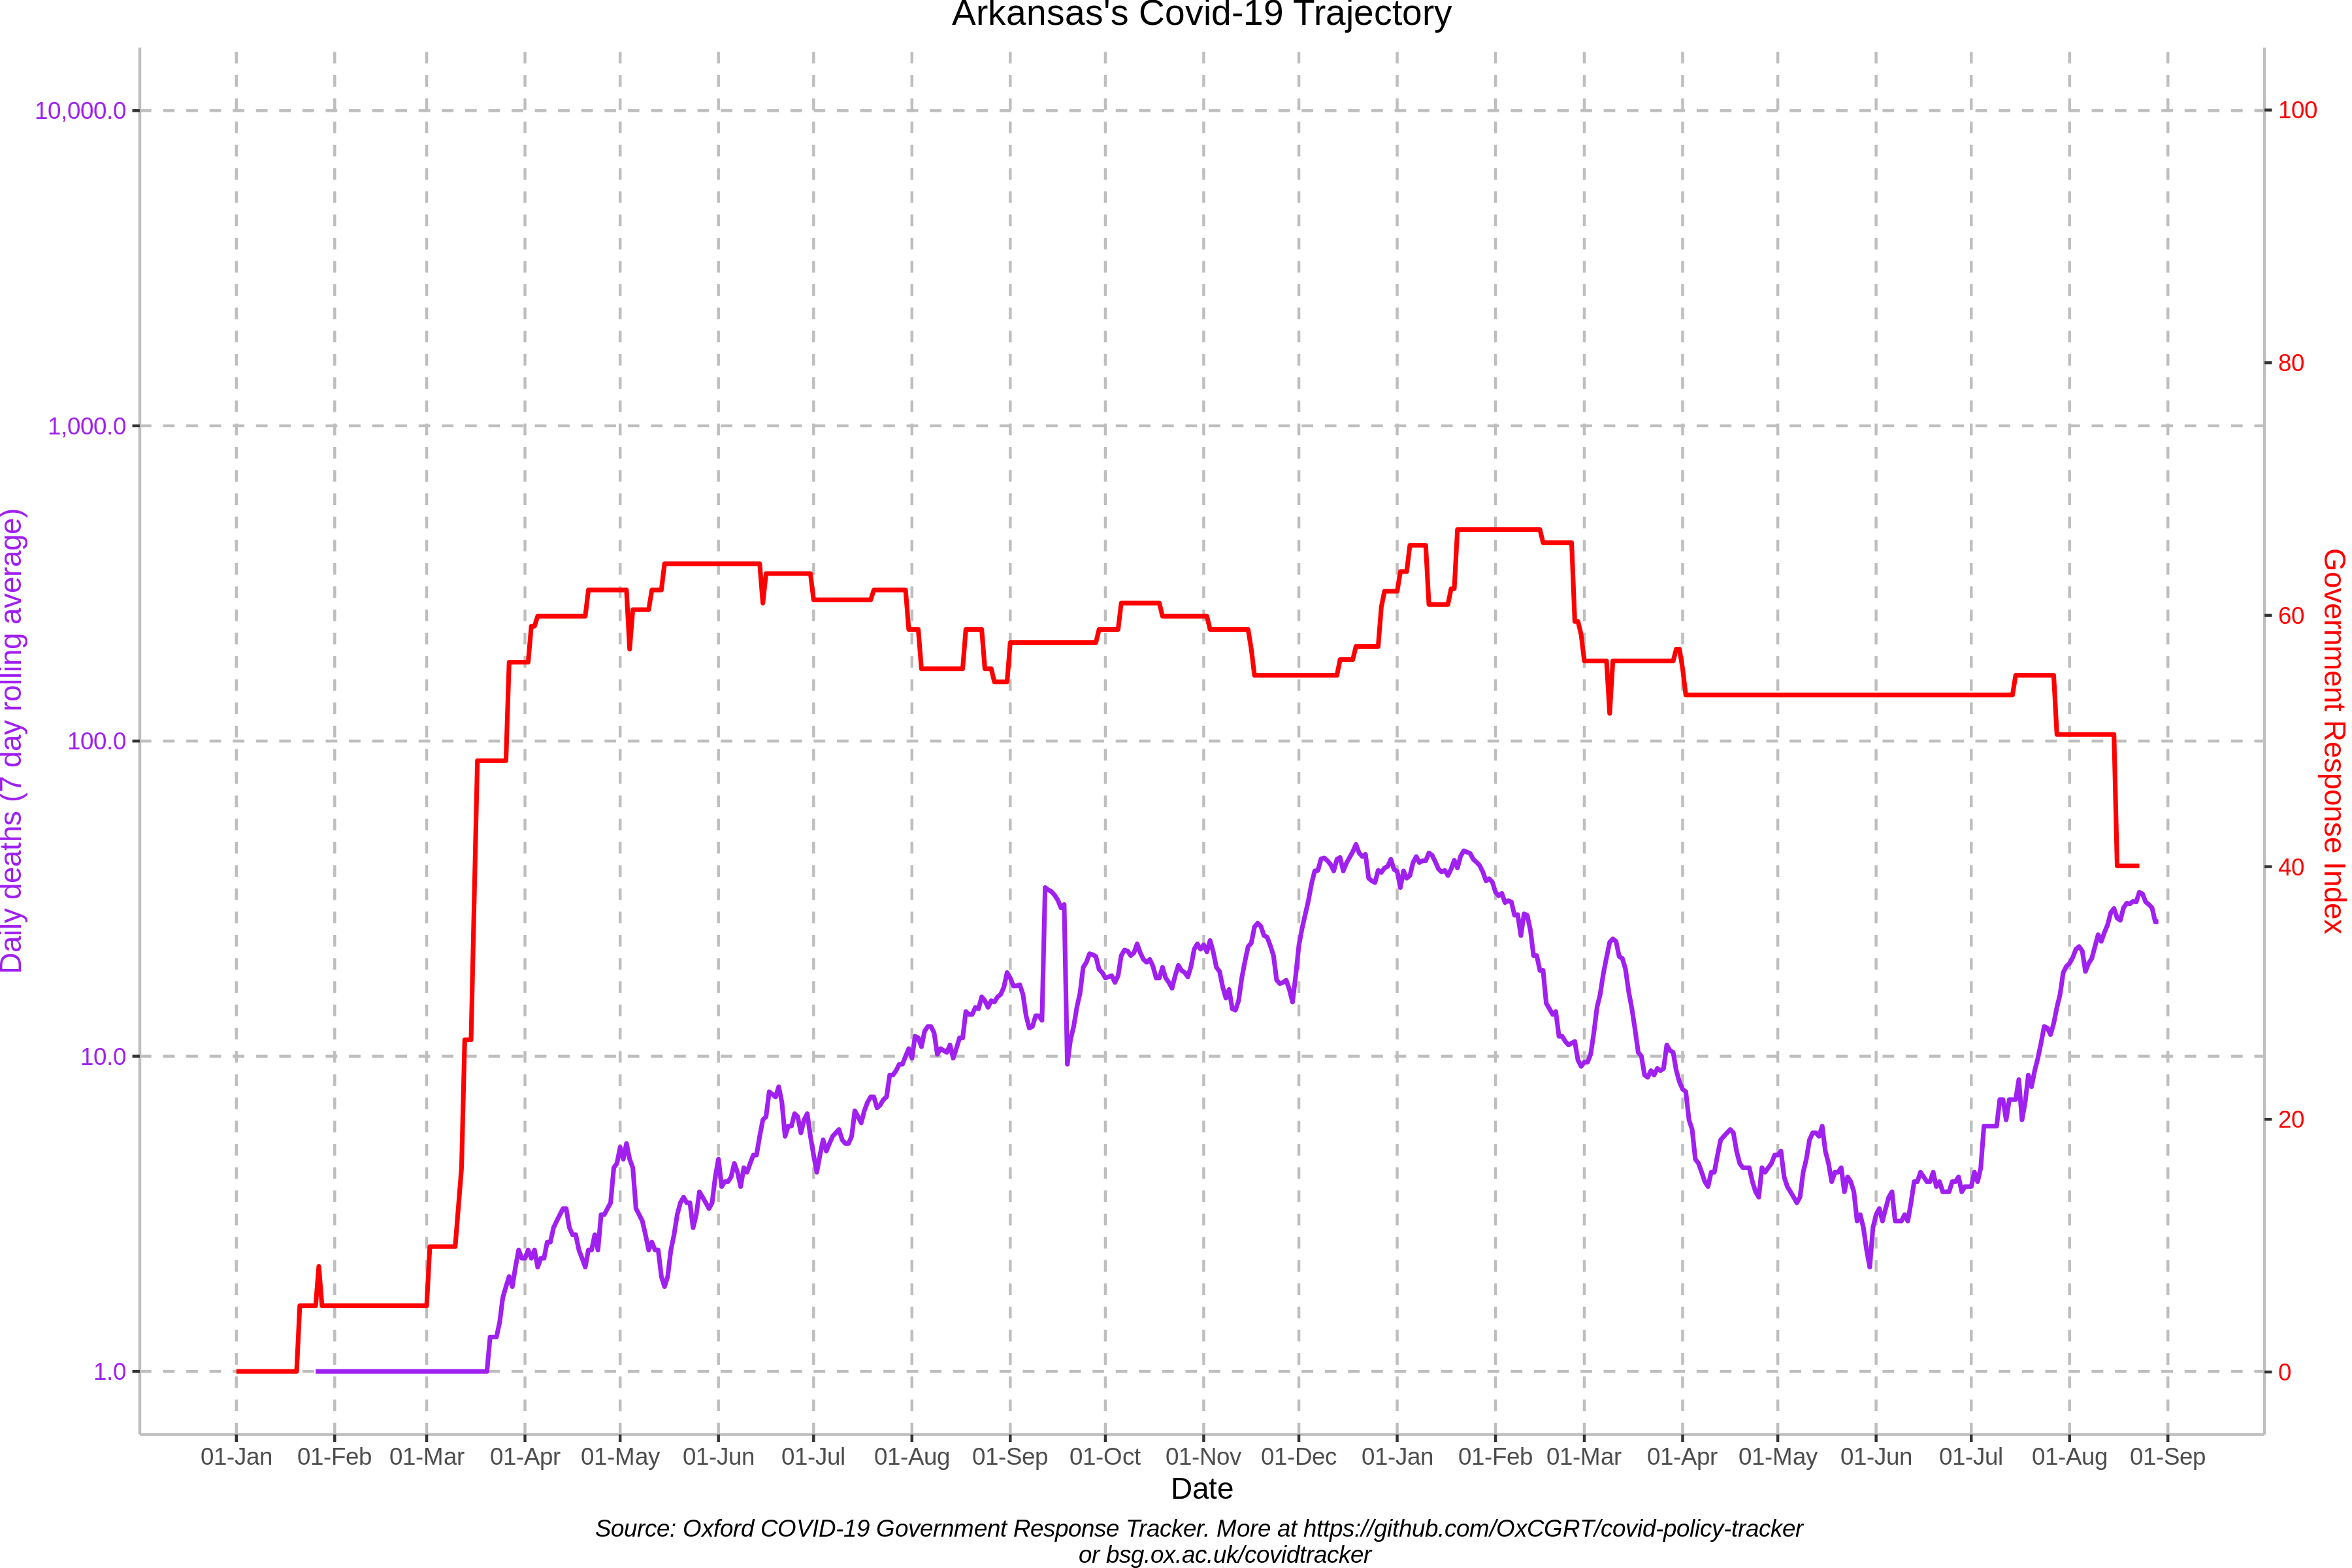 Arkansas's Covid-19 Trajectory
10,000.0
1,000.0
100.0
10.0
1.0
Daily deaths (7 day rolling average)
100
80
60
40
20
0
Government Response Index
01-Jan 01-Feb 01-Mar 01-Apr 01-May 01-Jun 01-Jul 01-Aug 01-Sep 01-Oct 01-Nov 01-Dec 01-Jan 01-Feb 01-Mar 01-Apr 01-May 01-Jun 01-Jul 01-Aug 01-Sep
Date
Source: Oxford COVID-19 Government Response Tracker. More at https://github.com/OxCGRT/covid-policy-tracker
or bsg.ox.ac.uk/covidtracker